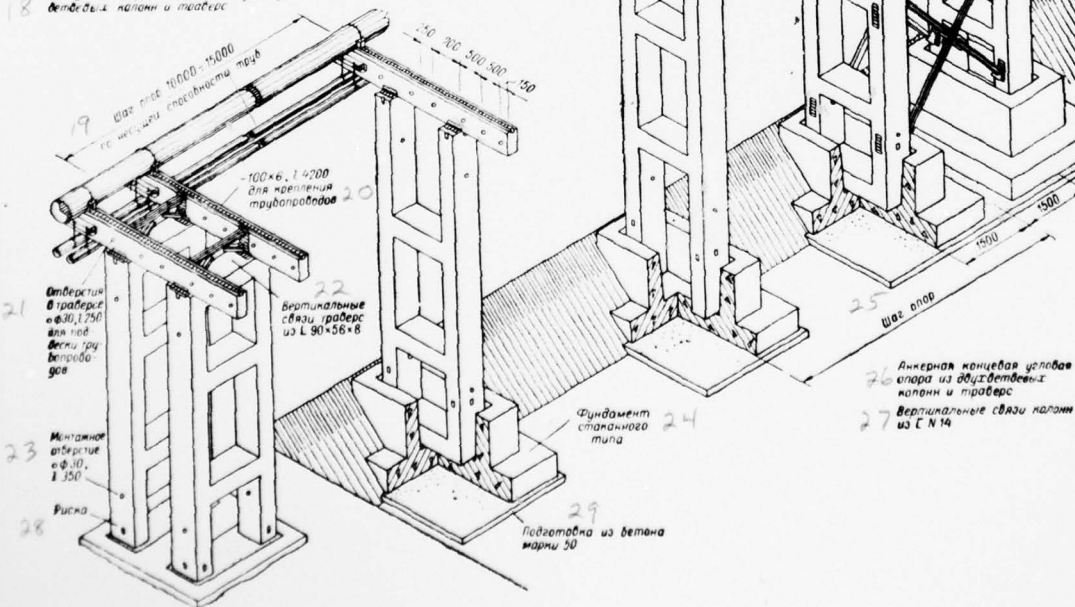 18 ветвевых колонн и траверс
19 Шаг опор 10000-15000
по несущей способности труб
250 700 500 500 150
-100×6, l 4200
для крепления
трубопроводов 20
21 Отверстия
в траверсе
ф30, l 250
для под
вески тру-
бопрово-
дов
22
Вертикальные
связи траверс
из L 90×56×8
23 Монтажное
отверстие
ф30,
l 350
28 Риска
Фундамент 24
стаканного
типа
29
Подготовка из бетона
марки 50
1500 1500
25 Шаг опор
26 Анкерная концевая угловая
опора из двухветвевых
колонн и траверс
27 Вертикальные связи колонн
из [ N 14